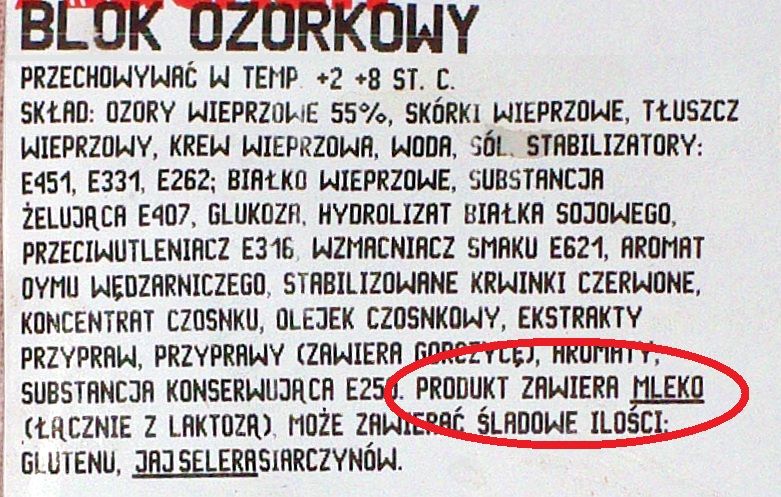 BLOK OZORKOWY
PRZECHOWYWAĆ W TEMP. +2 +8 ST. C.
SKŁAD: OZORY WIEPRZOWE 55%, SKÓRKI WIEPRZOWE, TŁUSZCZ
WIEPRZOWY, KREW WIEPRZOWA, WODA, SÓL. STABILIZATORY:
E451, E331, E262; BIAŁKO WIEPRZOWE, SUBSTANCJA
ŻELUJĄCA E407, GLUKOZA, HYDROLIZAT BIAŁKA SOJOWEGO,
PRZECIWUTLENIACZ E316, WZMACNIACZ SMAKU E621, AROMAT
DYMU WĘDZARNICZEGO, STABILIZOWANE KRWINKI CZERWONE,
KONCENTRAT CZOSNKU, OLEJEK CZOSNKOWY, EKSTRAKTY
PRZYPRAW, PRZYPRAWY (ZAWIERA GORCZYCĘ), AROMATY,
SUBSTANCJA KONSERWUJĄCA E250. PRODUKT ZAWIERA MLEKO
(ŁĄCZNIE Z LAKTOZĄ), MOŻE ZAWIERAĆ ŚLADOWE ILOŚCI:
GLUTENU, JAJ SELERA SIARCZYNÓW.